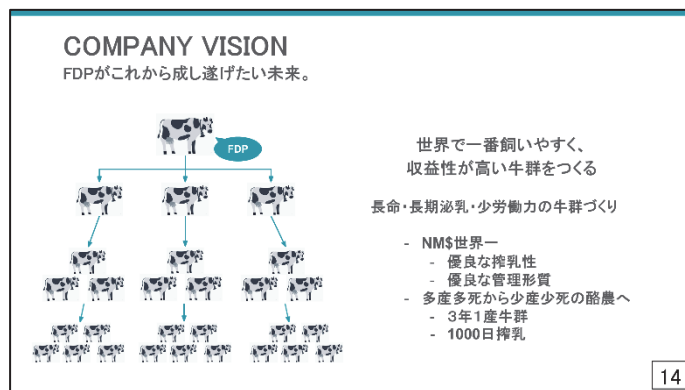 COMPANY VISION
FDPがこれから成し遂げたい未来。
FDP
世界で一番飼いやすく、
収益性が高い牛群をつくる
長命・長期泌乳・少労働力の牛群づくり
- NM$世界一
- 優良な搾乳性
- 優良な管理形質
- 多産多死から少産少死の酪農へ
- 3年1産牛群
- 1000日搾乳
14